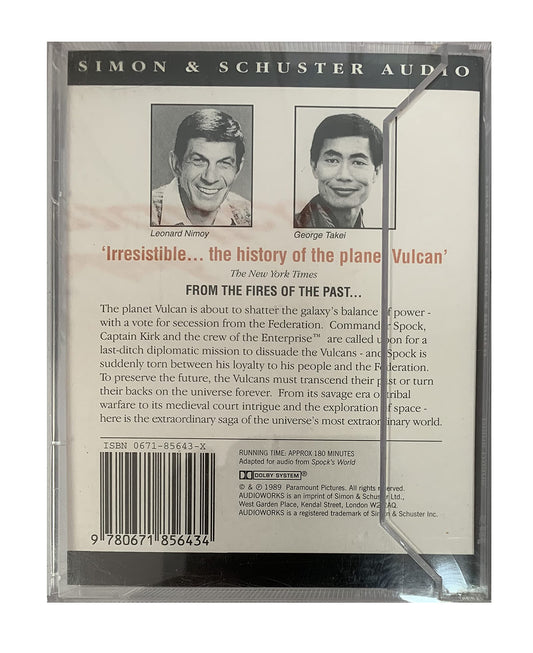 SIMON & SCHUSTER AUDIO
Leonard Nimoy
George Takei
'Irresistible... the history of the planet Vulcan'
The New York Times
FROM THE FIRES OF THE PAST...
The planet Vulcan is about to shatter the galaxy's balance of power -
with a vote for secession from the Federation. Commander Spock,
Captain Kirk and the crew of the Enterprise™ are called upon for a
last-ditch diplomatic mission to dissuade the Vulcans - and Spock is
suddenly torn between his loyalty to his people and the Federation.
To preserve the future, the Vulcans must transcend their past or turn
their backs on the universe forever. From its savage era of tribal
warfare to its medieval court intrigue and the exploration of space -
here is the extraordinary saga of the universe's most extraordinary world.
ISBN 0671-85643-X
9 780671 856434
RUNNING TIME: APPROX 180 MINUTES
Adapted for audio from Spock's World
DOLBY SYSTEM®
© & ℗ 1989 Paramount Pictures. All rights reserved.
AUDIOWORKS is an imprint of Simon & Schuster Ltd.,
West Garden Place, Kendal Street, London W2 2AQ.
AUDIOWORKS is a registered trademark of Simon & Schuster Inc.